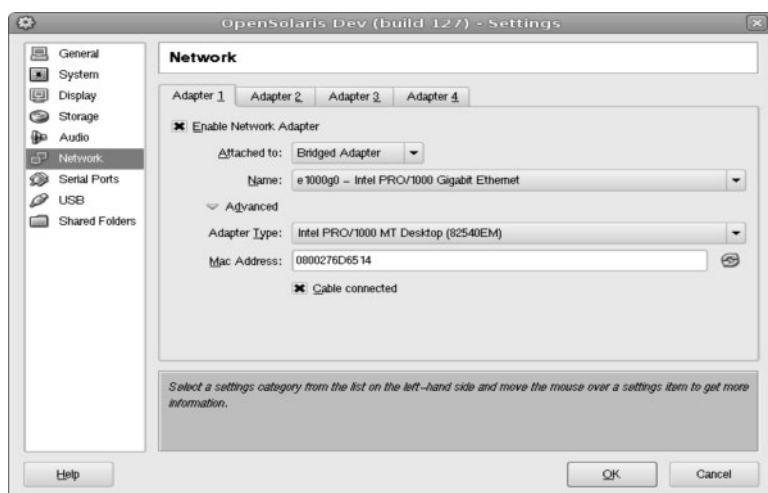 OpenSolaris Dev (build 127) - Settings
General
System
Display
Storage
Audio
Network
Serial Ports
USB
Shared Folders
Network
Adapter 1 Adapter 2 Adapter 3 Adapter 4
Enable Network Adapter
Attached to: Bridged Adapter
Name: e1000g0 – Intel PRO/1000 Gigabit Ethernet
Advanced
Adapter Type: Intel PRO/1000 MT Desktop (82540EM)
Mac Address: 0800276D6514
Cable connected
Select a settings category from the list on the left-hand side and move the mouse over a settings item to get more
information.
Help OK Cancel